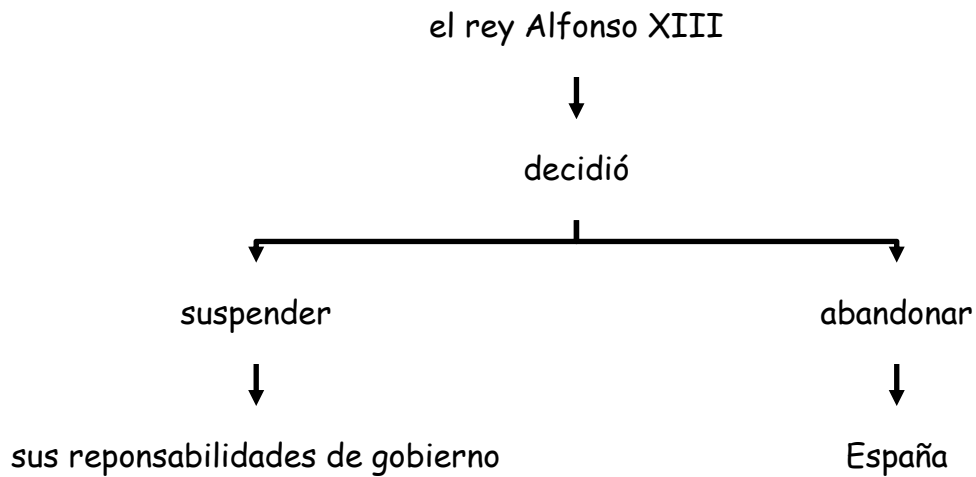 el rey Alfonso XIII
decidió
suspender
abandonar
sus reponsabilidades de gobierno
España